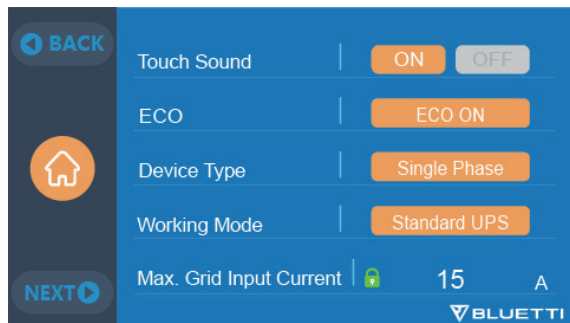 BACK
Touch Sound ON OFF
ECO ECO ON
Device Type Single Phase
Working Mode Standard UPS
Max. Grid Input Current 15 A
NEXT
BLUETTI